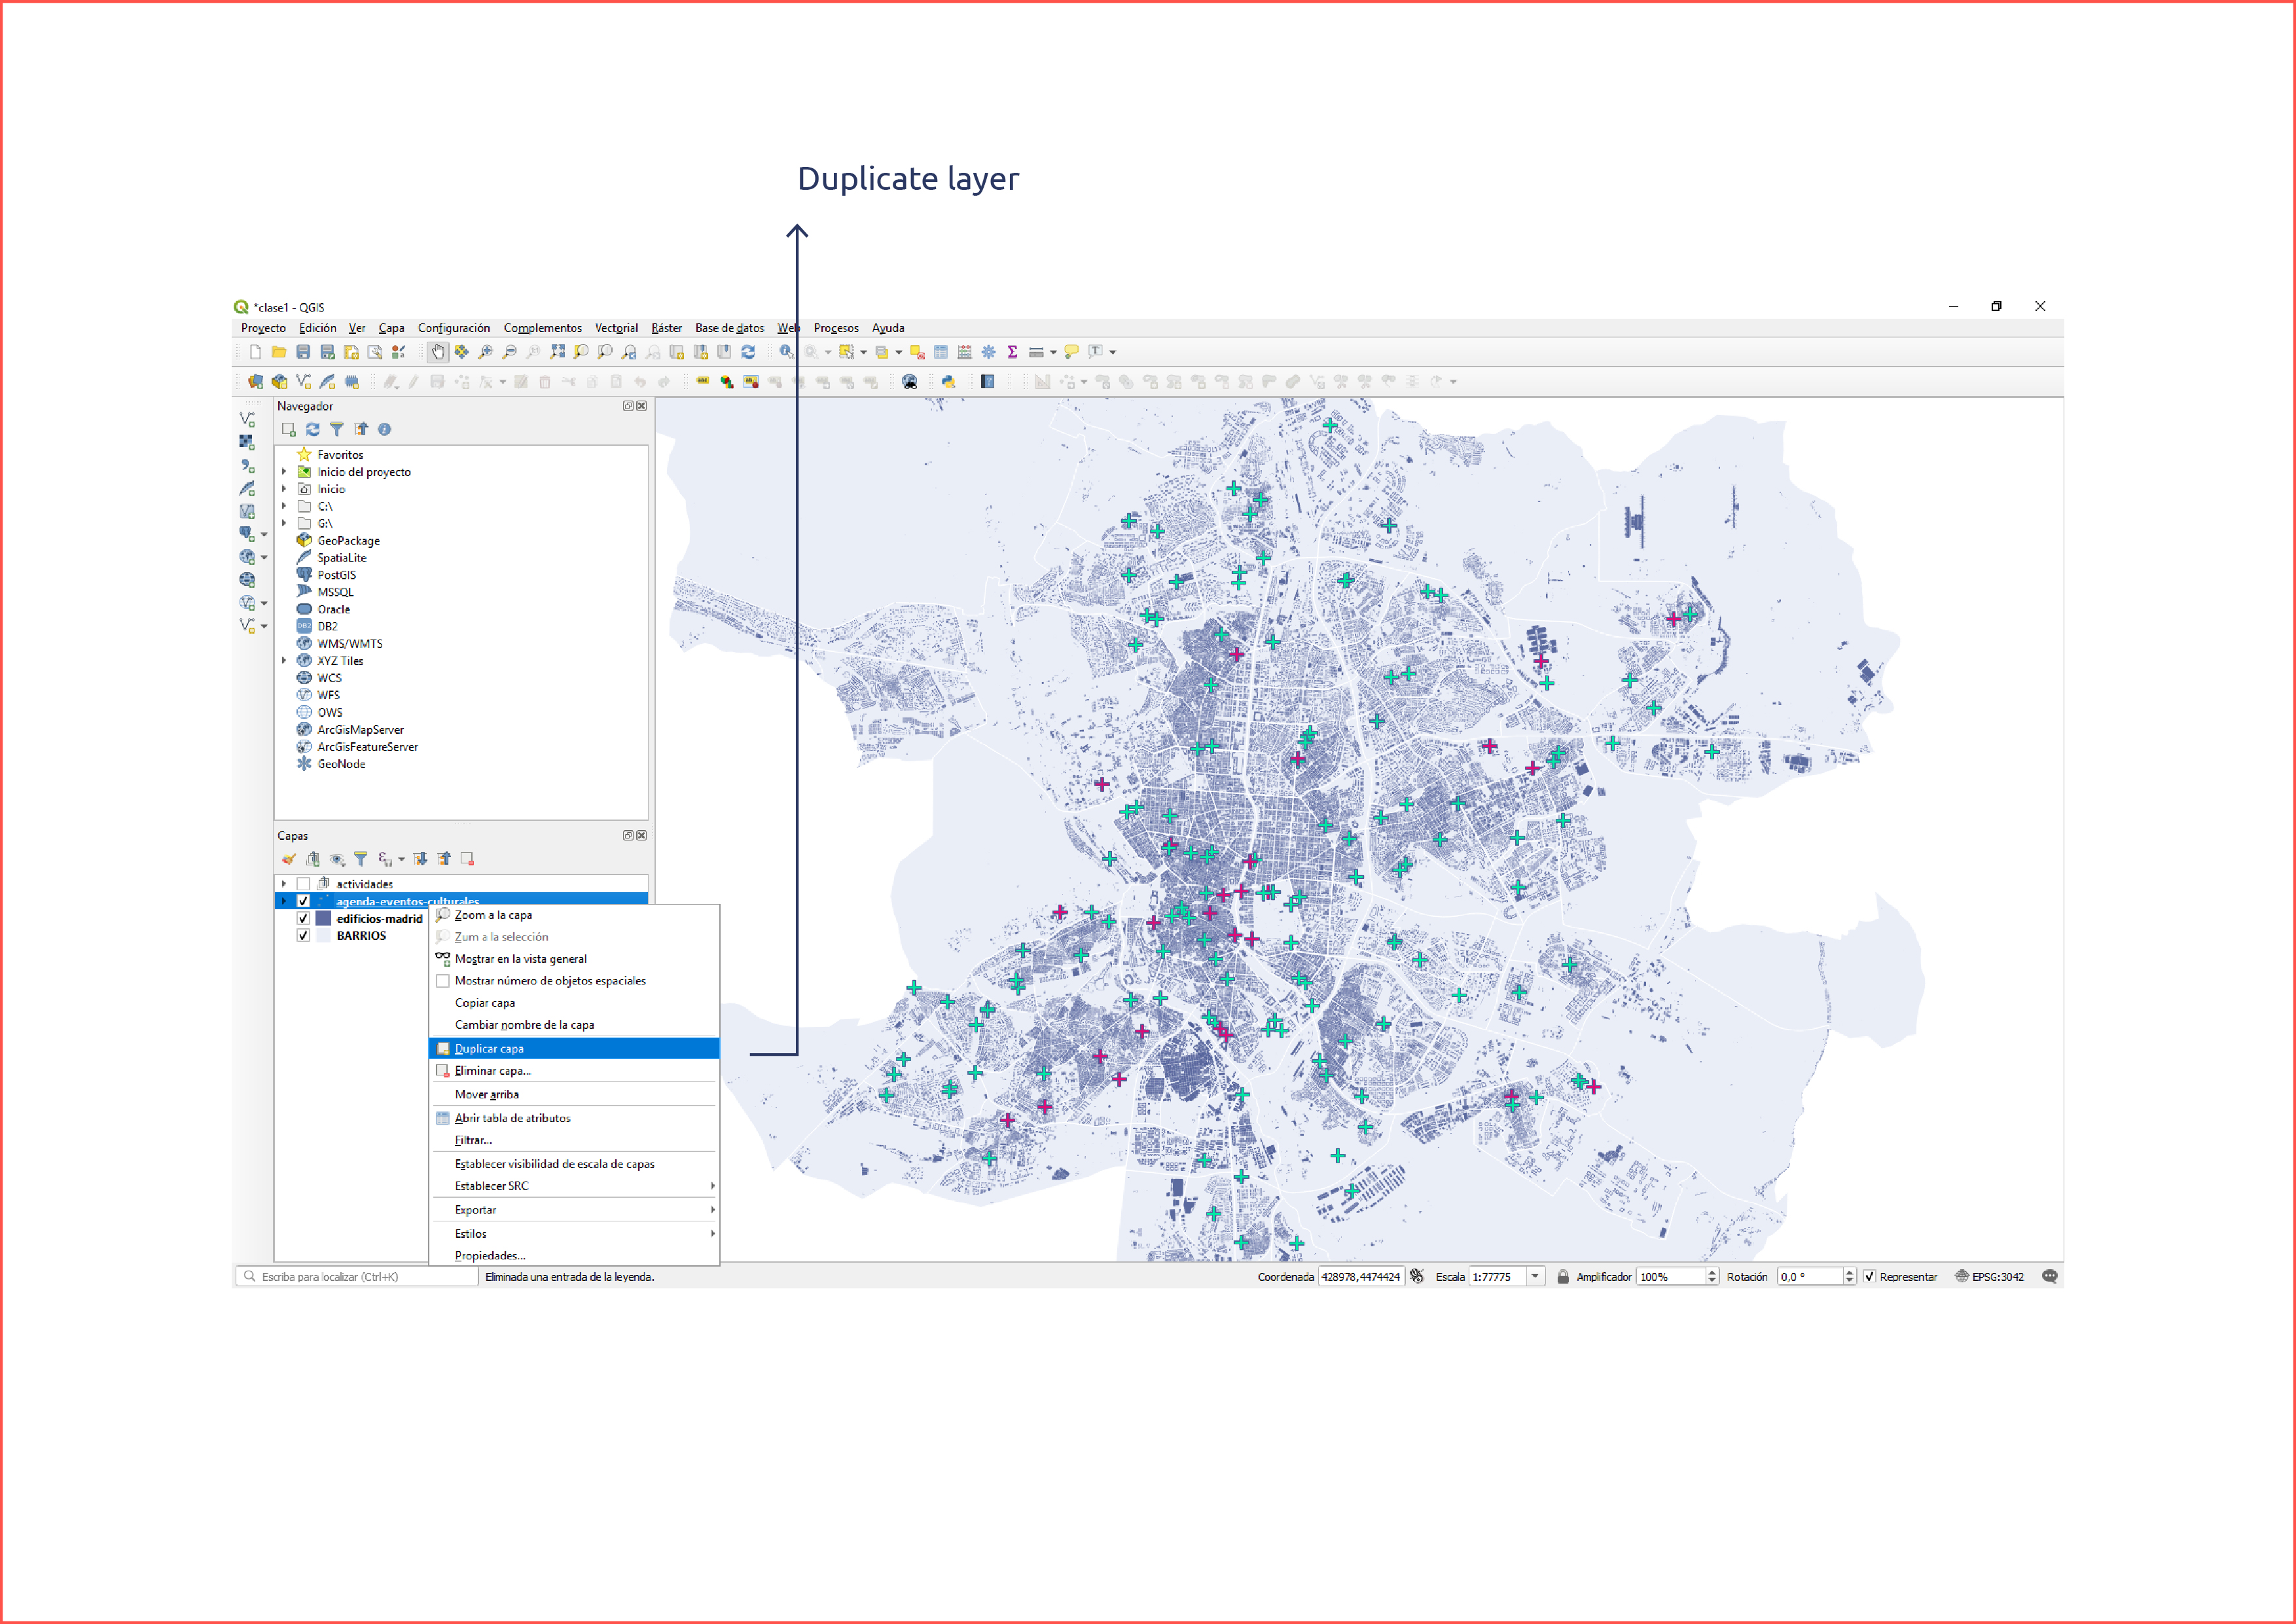 Duplicate layer
*clase1 - QGIS
Proyecto Edición Ver Capa Configuración Complementos Vectorial Ráster Base de datos Web Procesos Ayuda
Navegador
Favoritos
Inicio del proyecto
Inicio
C:\
G:\
GeoPackage
SpatiaLite
PostGIS
MSSQL
Oracle
DB2
WMS/WMTS
XYZ Tiles
WCS
WFS
OWS
ArcGisMapServer
ArcGisFeatureServer
GeoNode
Capas
actividades
agenda-eventos-culturales
edificios-madrid
BARRIOS
Zoom a la capa
Zum a la selección
Mostrar en la vista general
Mostrar número de objetos espaciales
Copiar capa
Cambiar nombre de la capa
Duplicar capa
Eliminar capa...
Mover arriba
Abrir tabla de atributos
Filtrar...
Establecer visibilidad de escala de capas
Establecer SRC
Exportar
Estilos
Propiedades...
Escriba para localizar (Ctrl+K) Eliminada una entrada de la leyenda. Coordenada 428978,4474424 Escala 1:77775 Amplificador 100% Rotación 0,0 ° Representar EPSG:3042